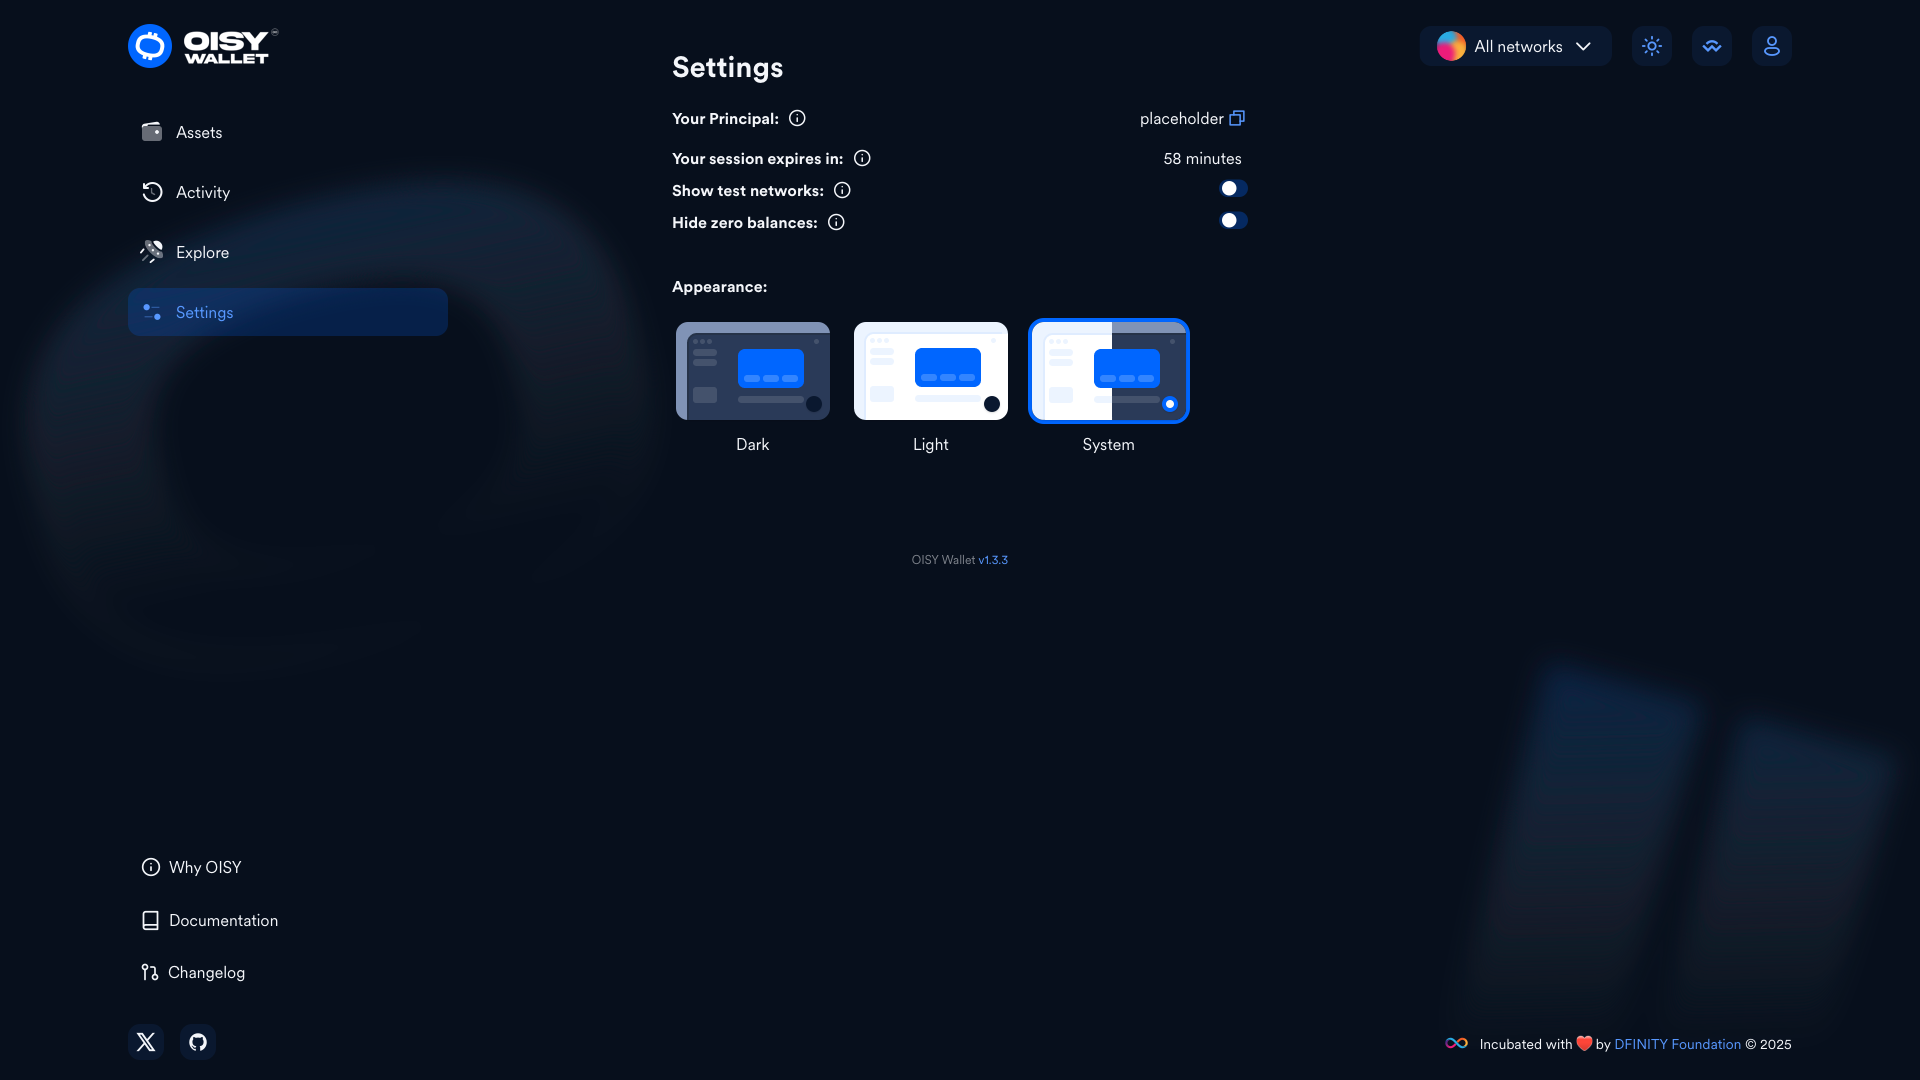 OISY
WALLET
All networks
Settings
Your Principal:
placeholder
Your session expires in:
58 minutes
Show test networks:
Hide zero balances:
Assets
Activity
Explore
Settings
Appearance:
Dark
Light
System
OISY Wallet v1.3.3
Why OISY
Documentation
Changelog
Incubated with ❤️ by DFINITY Foundation © 2025